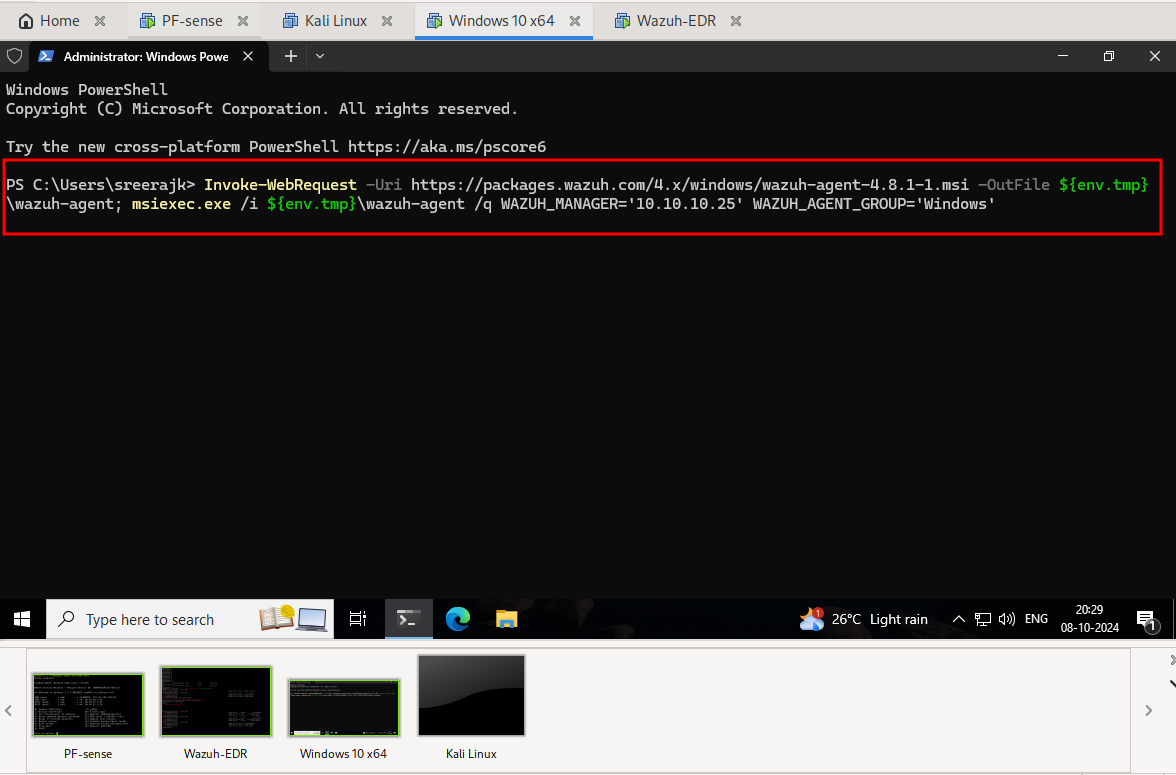 Home
PF-sense
Kali Linux
Windows 10 x64
Wazuh-EDR
Administrator: Windows Powe
Windows PowerShell
Copyright (C) Microsoft Corporation. All rights reserved.
Try the new cross-platform PowerShell https://aka.ms/pscore6
PS C:\Users\sreerajk> Invoke-WebRequest -Uri https://packages.wazuh.com/4.x/windows/wazuh-agent-4.8.1-1.msi -OutFile ${env.tmp}
\wazuh-agent; msiexec.exe /i ${env.tmp}\wazuh-agent /q WAZUH_MANAGER='10.10.10.25' WAZUH_AGENT_GROUP='Windows'
Type here to search
1
26°C Light rain
ENG
20:29
08-10-2024
1
PF-sense
Wazuh-EDR
Windows 10 x64
Kali Linux